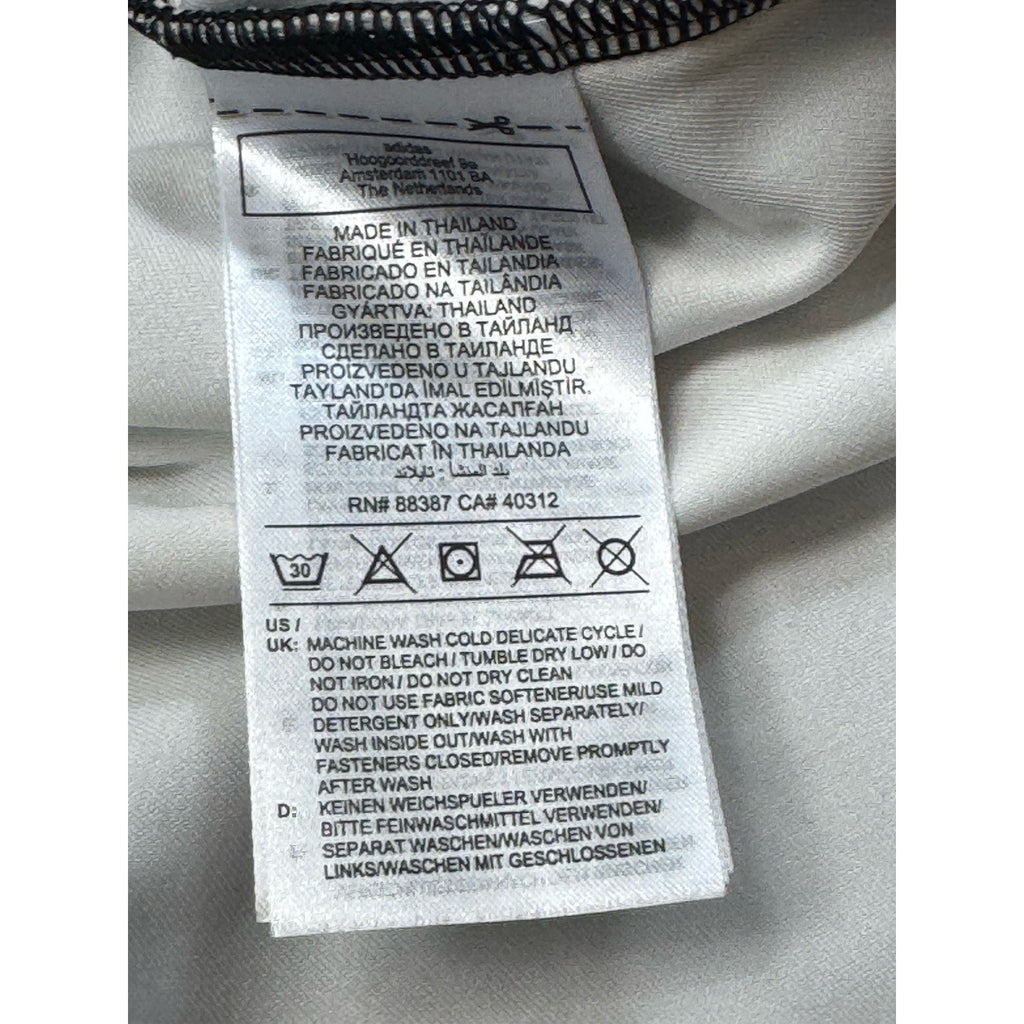 adidas
Hoogoorddreef 9a
Amsterdam 1101 BA
The Netherlands
MADE IN THAILAND
FABRIQUÉ EN THAÏLANDE
FABRICADO EN TAILANDIA
FABRICADO NA TAILÂNDIA
GYÁRTVA: THAILAND
ПРОИЗВЕДЕНО В ТАЙЛАНД
СДЕЛАНО В ТАИЛАНДЕ
PROIZVEDENO U TAJLANDU
TAYLAND'DA İMAL EDİLMİŞTİR.
ТАЙЛАНДТА ЖАСАЛҒАН
PROIZVEDENO NA TAJLANDU
FABRICAT ÎN THAILANDA
بلد المنشأ - تايلاند
RN# 88387 CA# 40312
30
US /
UK: MACHINE WASH COLD DELICATE CYCLE /
DO NOT BLEACH / TUMBLE DRY LOW / DO
NOT IRON / DO NOT DRY CLEAN
DO NOT USE FABRIC SOFTENER/USE MILD
DETERGENT ONLY/WASH SEPARATELY/
WASH INSIDE OUT/WASH WITH
FASTENERS CLOSED/REMOVE PROMPTLY
AFTER WASH
D: KEINEN WEICHSPUELER VERWENDEN/
BITTE FEINWASCHMITTEL VERWENDEN/
SEPARAT WASCHEN/WASCHEN VON
LINKS/WASCHEN MIT GESCHLOSSENEN